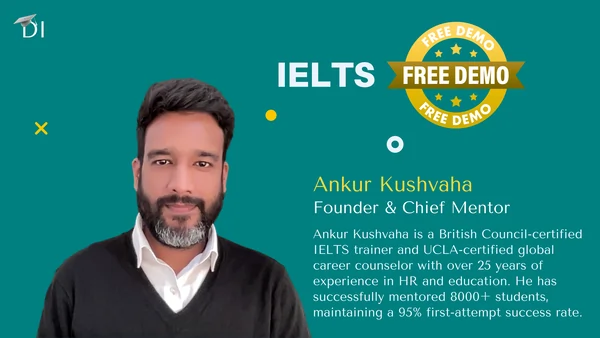 DI
IELTS
FREE DEMO
FREE DEMO
FREE DEMO
Ankur Kushvaha
Founder & Chief Mentor
Ankur Kushvaha is a British Council-certified
IELTS trainer and UCLA-certified global
career counselor with over 25 years of
experience in HR and education. He has
successfully mentored 8000+ students,
maintaining a 95% first-attempt success rate.